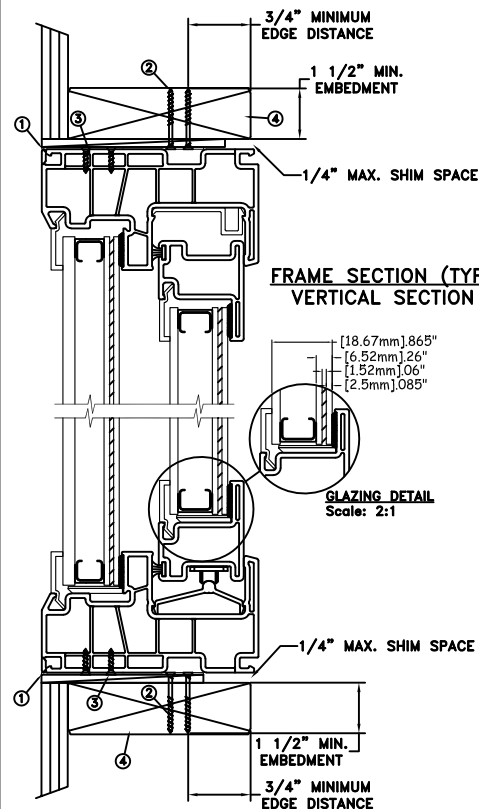 3/4” MINIMUM
EDGE DISTANCE
②
1 1/2” MIN.
EMBEDMENT
①
③
④
1/4” MAX. SHIM SPACE
FRAME SECTION (TYP
VERTICAL SECTION
[18.67mm].865"
[6.52mm].26"
[1.52mm].06"
[2.5mm].085"
GLAZING DETAIL
Scale: 2:1
1/4” MAX. SHIM SPACE
①
③
②
④
1 1/2” MIN.
EMBEDMENT
3/4” MINIMUM
EDGE DISTANCE